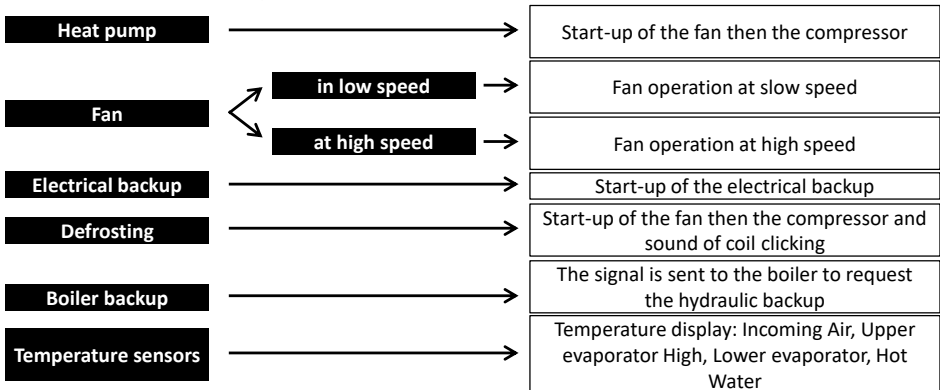 Heat pump
Start-up of the fan then the compressor
in low speed
Fan operation at slow speed
Fan
at high speed
Fan operation at high speed
Electrical backup
Start-up of the electrical backup
Defrosting
Start-up of the fan then the compressor and
sound of coil clicking
Boiler backup
The signal is sent to the boiler to request
the hydraulic backup
Temperature sensors
Temperature display: Incoming Air, Upper
evaporator High, Lower evaporator, Hot
Water